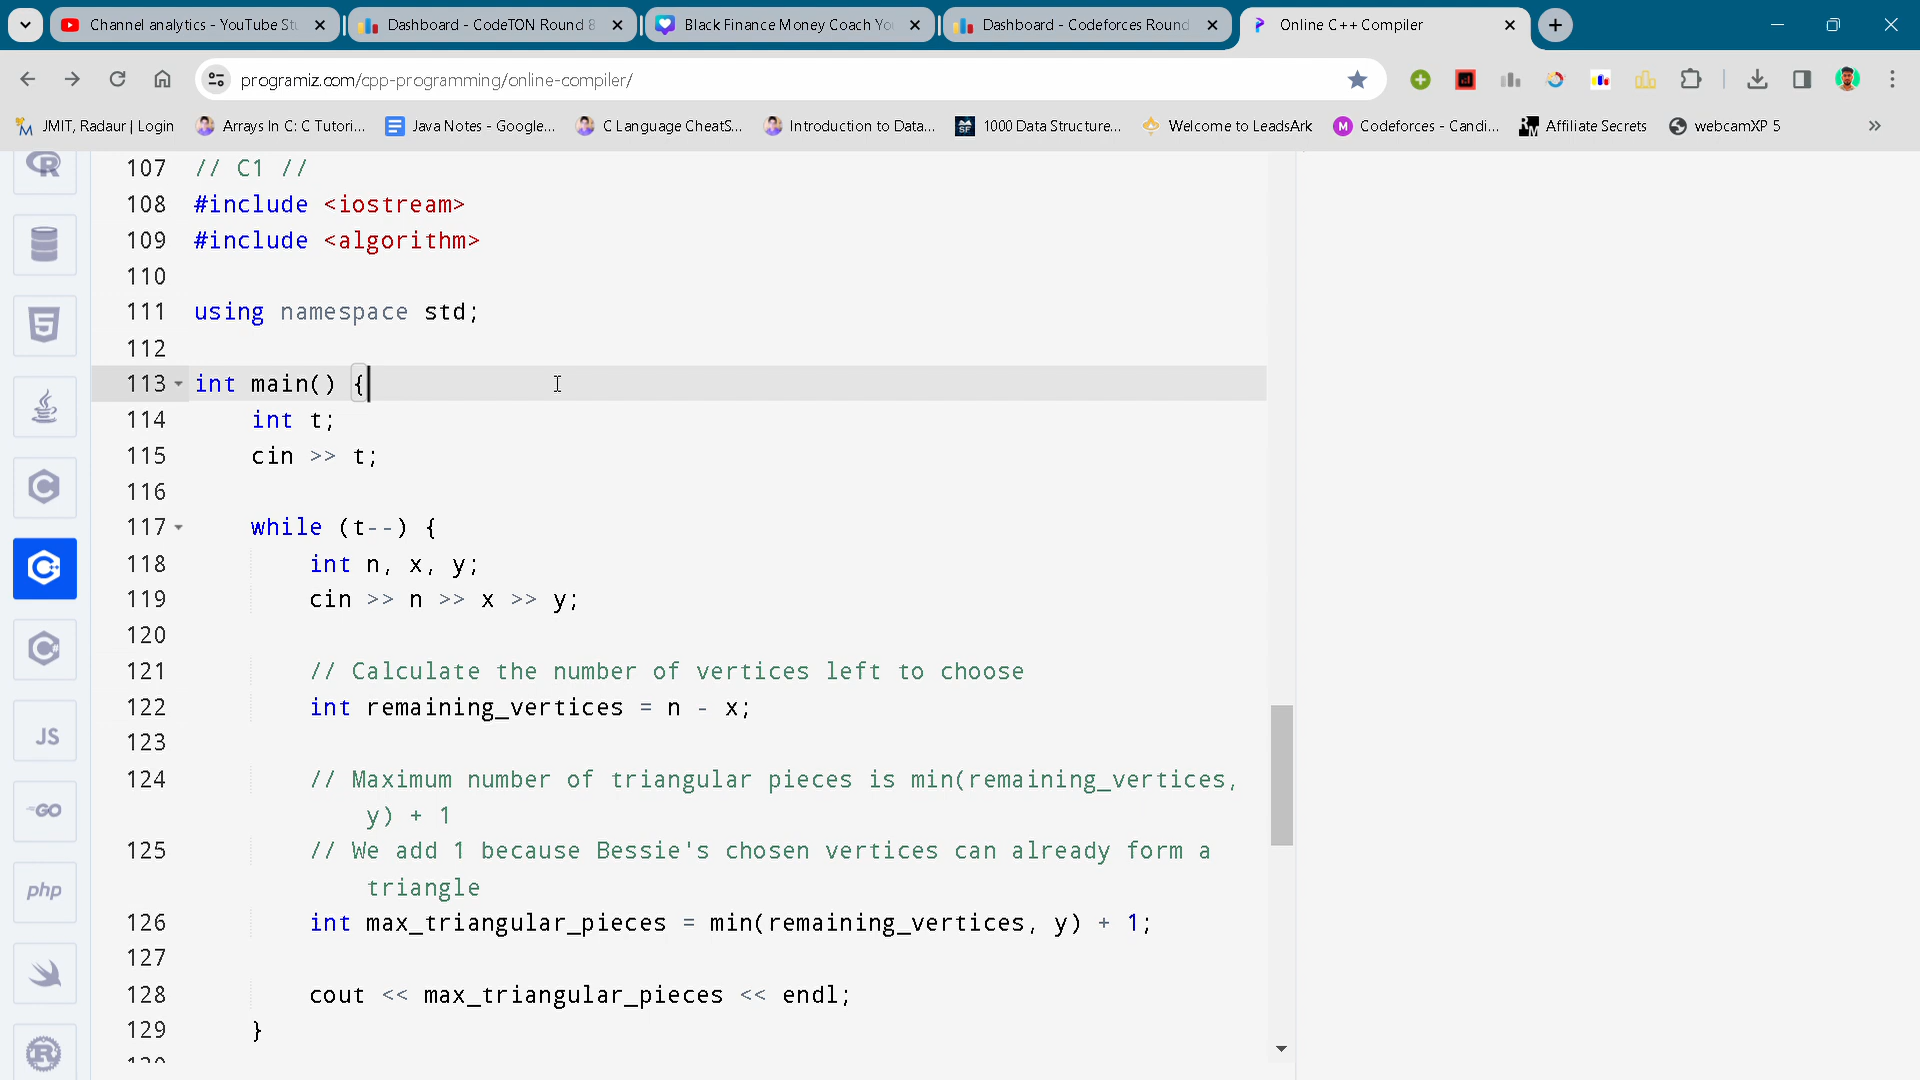 Channel analytics - YouTube St
Dashboard - CodeTON Round 8
Black Finance Money Coach Yo
Dashboard - Codeforces Round
Online C++ Compiler
programiz.com/cpp-programming/online-compiler/
JMIT, Radaur | Login
Arrays In C: C Tutori...
Java Notes - Google...
C Language CheatS...
Introduction to Data...
1000 Data Structure...
Welcome to LeadsArk
Codeforces - Candi...
Affiliate Secrets
webcamXP 5
107 // C1 //
108 #include <iostream>
109 #include <algorithm>
110
111 using namespace std;
112
113 int main() {
114 int t;
115 cin >> t;
116
117 while (t--) {
118 int n, x, y;
119 cin >> n >> x >> y;
120
121 // Calculate the number of vertices left to choose
122 int remaining_vertices = n - x;
123
124 // Maximum number of triangular pieces is min(remaining_vertices,
y) + 1
125 // We add 1 because Bessie's chosen vertices can already form a
triangle
126 int max_triangular_pieces = min(remaining_vertices, y) + 1;
127
128 cout << max_triangular_pieces << endl;
129 }
JS
GO
php